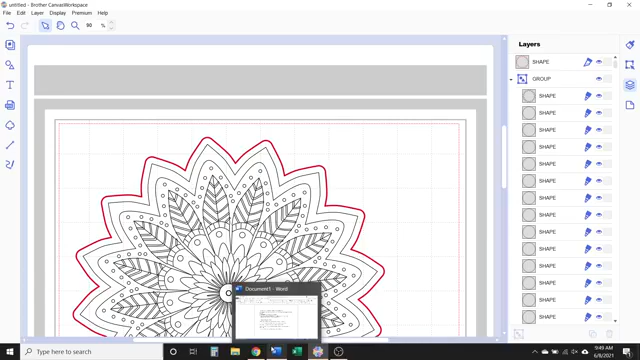 untitled - Brother CanvasWorkspace
File Edit Layer Display Premium Help
90 %
Layers
SHAPE
GROUP
SHAPE
SHAPE
SHAPE
SHAPE
SHAPE
SHAPE
SHAPE
SHAPE
SHAPE
SHAPE
SHAPE
SHAPE
SHAPE
SHAPE
Document1 - Word
Type here to search
9:49 AM
6/8/2021